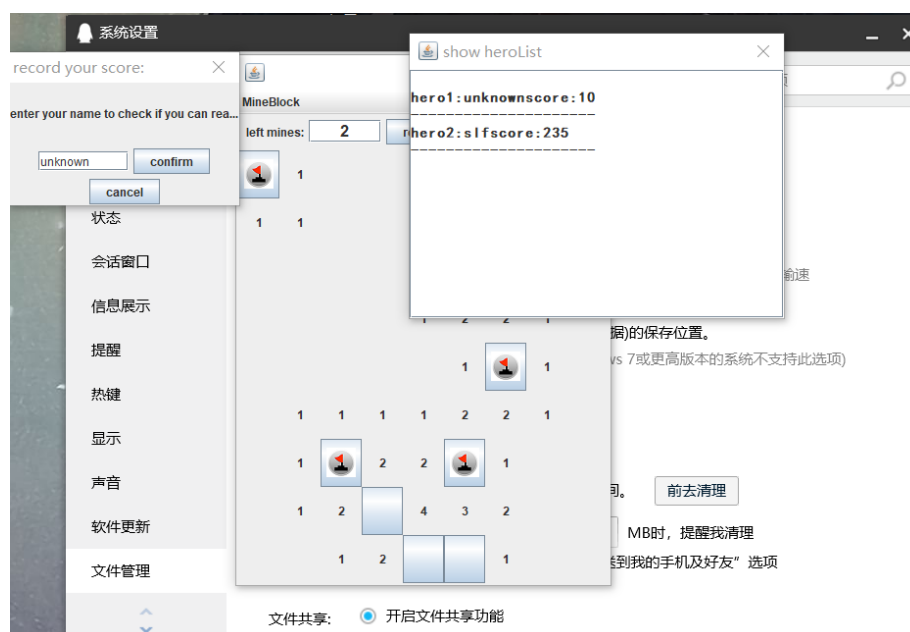 系统设置
record your score:
show heroList
enter your name to check if you can rea...
unknown
confirm
cancel
MineBlock
left mines:
2
hero1:unknownscore:10
----------------------
hero2:slfscore:235
----------------------
1
1 1
1 2 2 1
1 1
1 1 1 1 2 2 1
1 2 2 1
1 2 4 3 2
1 2 1
状态
会话窗口
信息展示
提醒
热键
显示
声音
软件更新
文件管理
输速
据)的保存位置。
ws 7或更高版本的系统不支持此选项)
间。
前去清理
MB时，提醒我清理
送到我的手机及好友”选项
文件共享:
开启文件共享功能